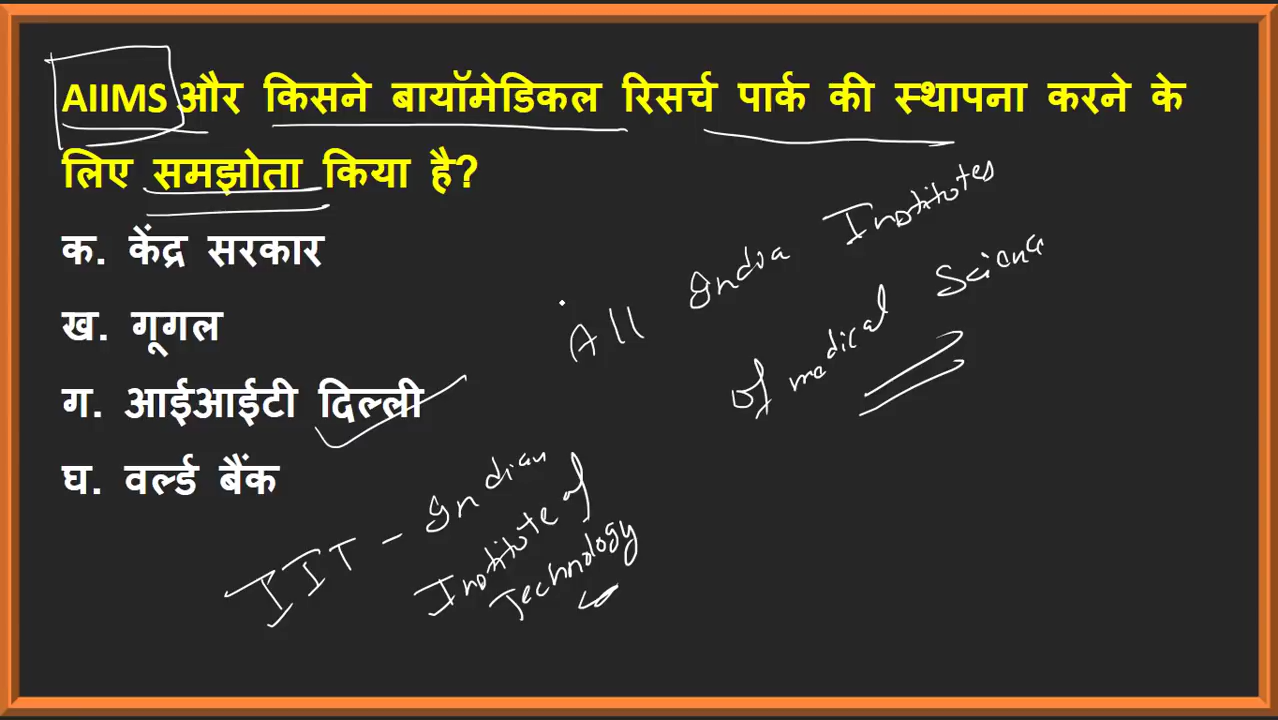 AIIMS और किसने बायॉमेडिकल रिसर्च पार्क की स्थापना करने के
लिए समझोता किया है?
क. केंद्र सरकार
ख. गूगल
ग. आईआईटी दिल्ली
घ. वर्ल्ड बैंक
All India Institutes
of medical Science
IIT - Indian
Institute of
Technology